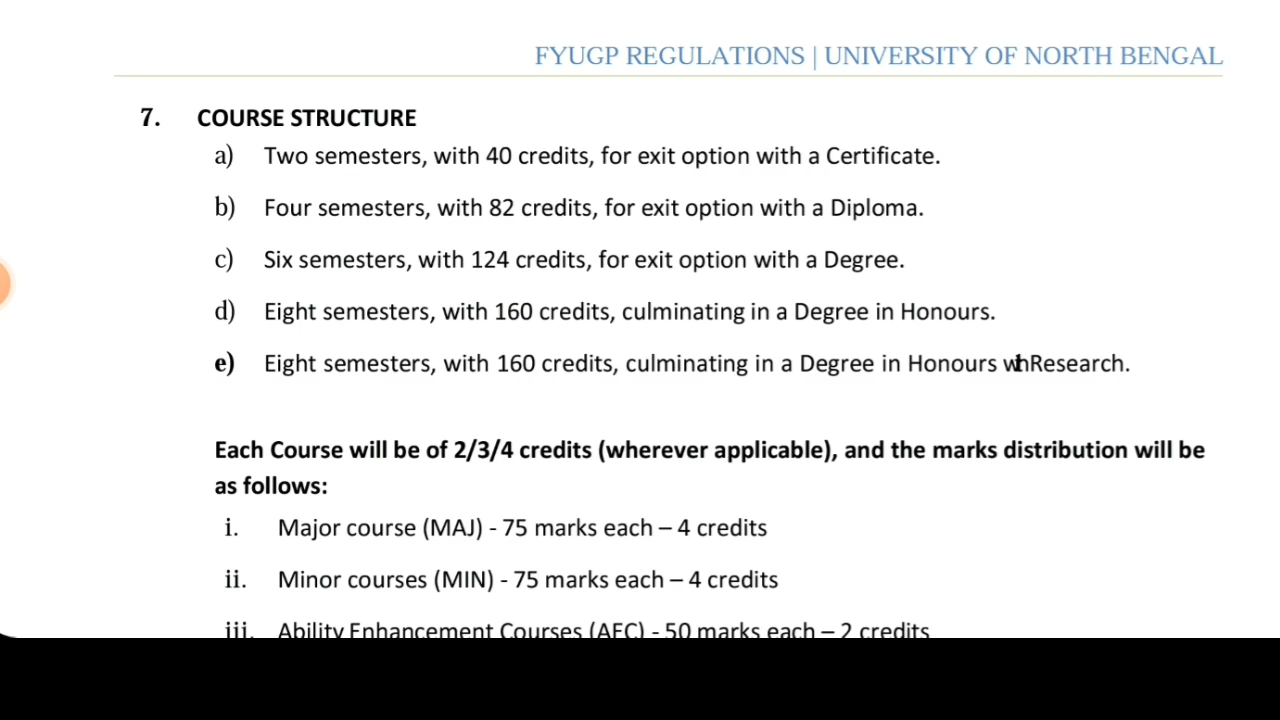 FYUGP REGULATIONS | UNIVERSITY OF NORTH BENGAL
7. COURSE STRUCTURE
a) Two semesters, with 40 credits, for exit option with a Certificate.
b) Four semesters, with 82 credits, for exit option with a Diploma.
c) Six semesters, with 124 credits, for exit option with a Degree.
d) Eight semesters, with 160 credits, culminating in a Degree in Honours.
e) Eight semesters, with 160 credits, culminating in a Degree in Honours Research.
Each Course will be of 2/3/4 credits (wherever applicable), and the marks distribution will be
as follows:
i. Major course (MAJ) - 75 marks each – 4 credits
ii. Minor courses (MIN) - 75 marks each – 4 credits
iii. Ability Enhancement Courses (AEC) - 50 marks each – 2 credits